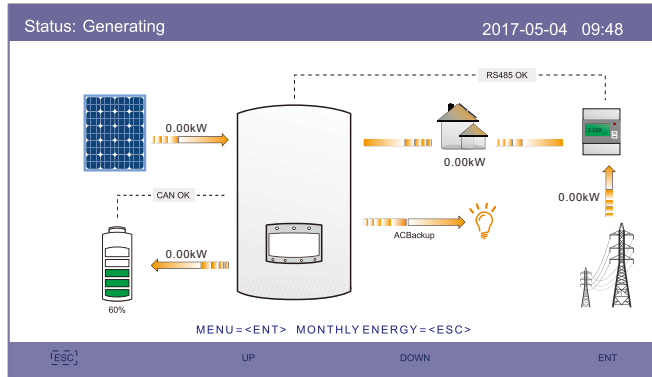 Status: Generating
2017-05-04 09:48
RS485 OK
0.00kW
0.00kW
0.00kW
CAN OK
ACBackup
0.00kW
60%
MENU=<ENT> MONTHLY ENERGY=<ESC>
ESC UP DOWN ENT